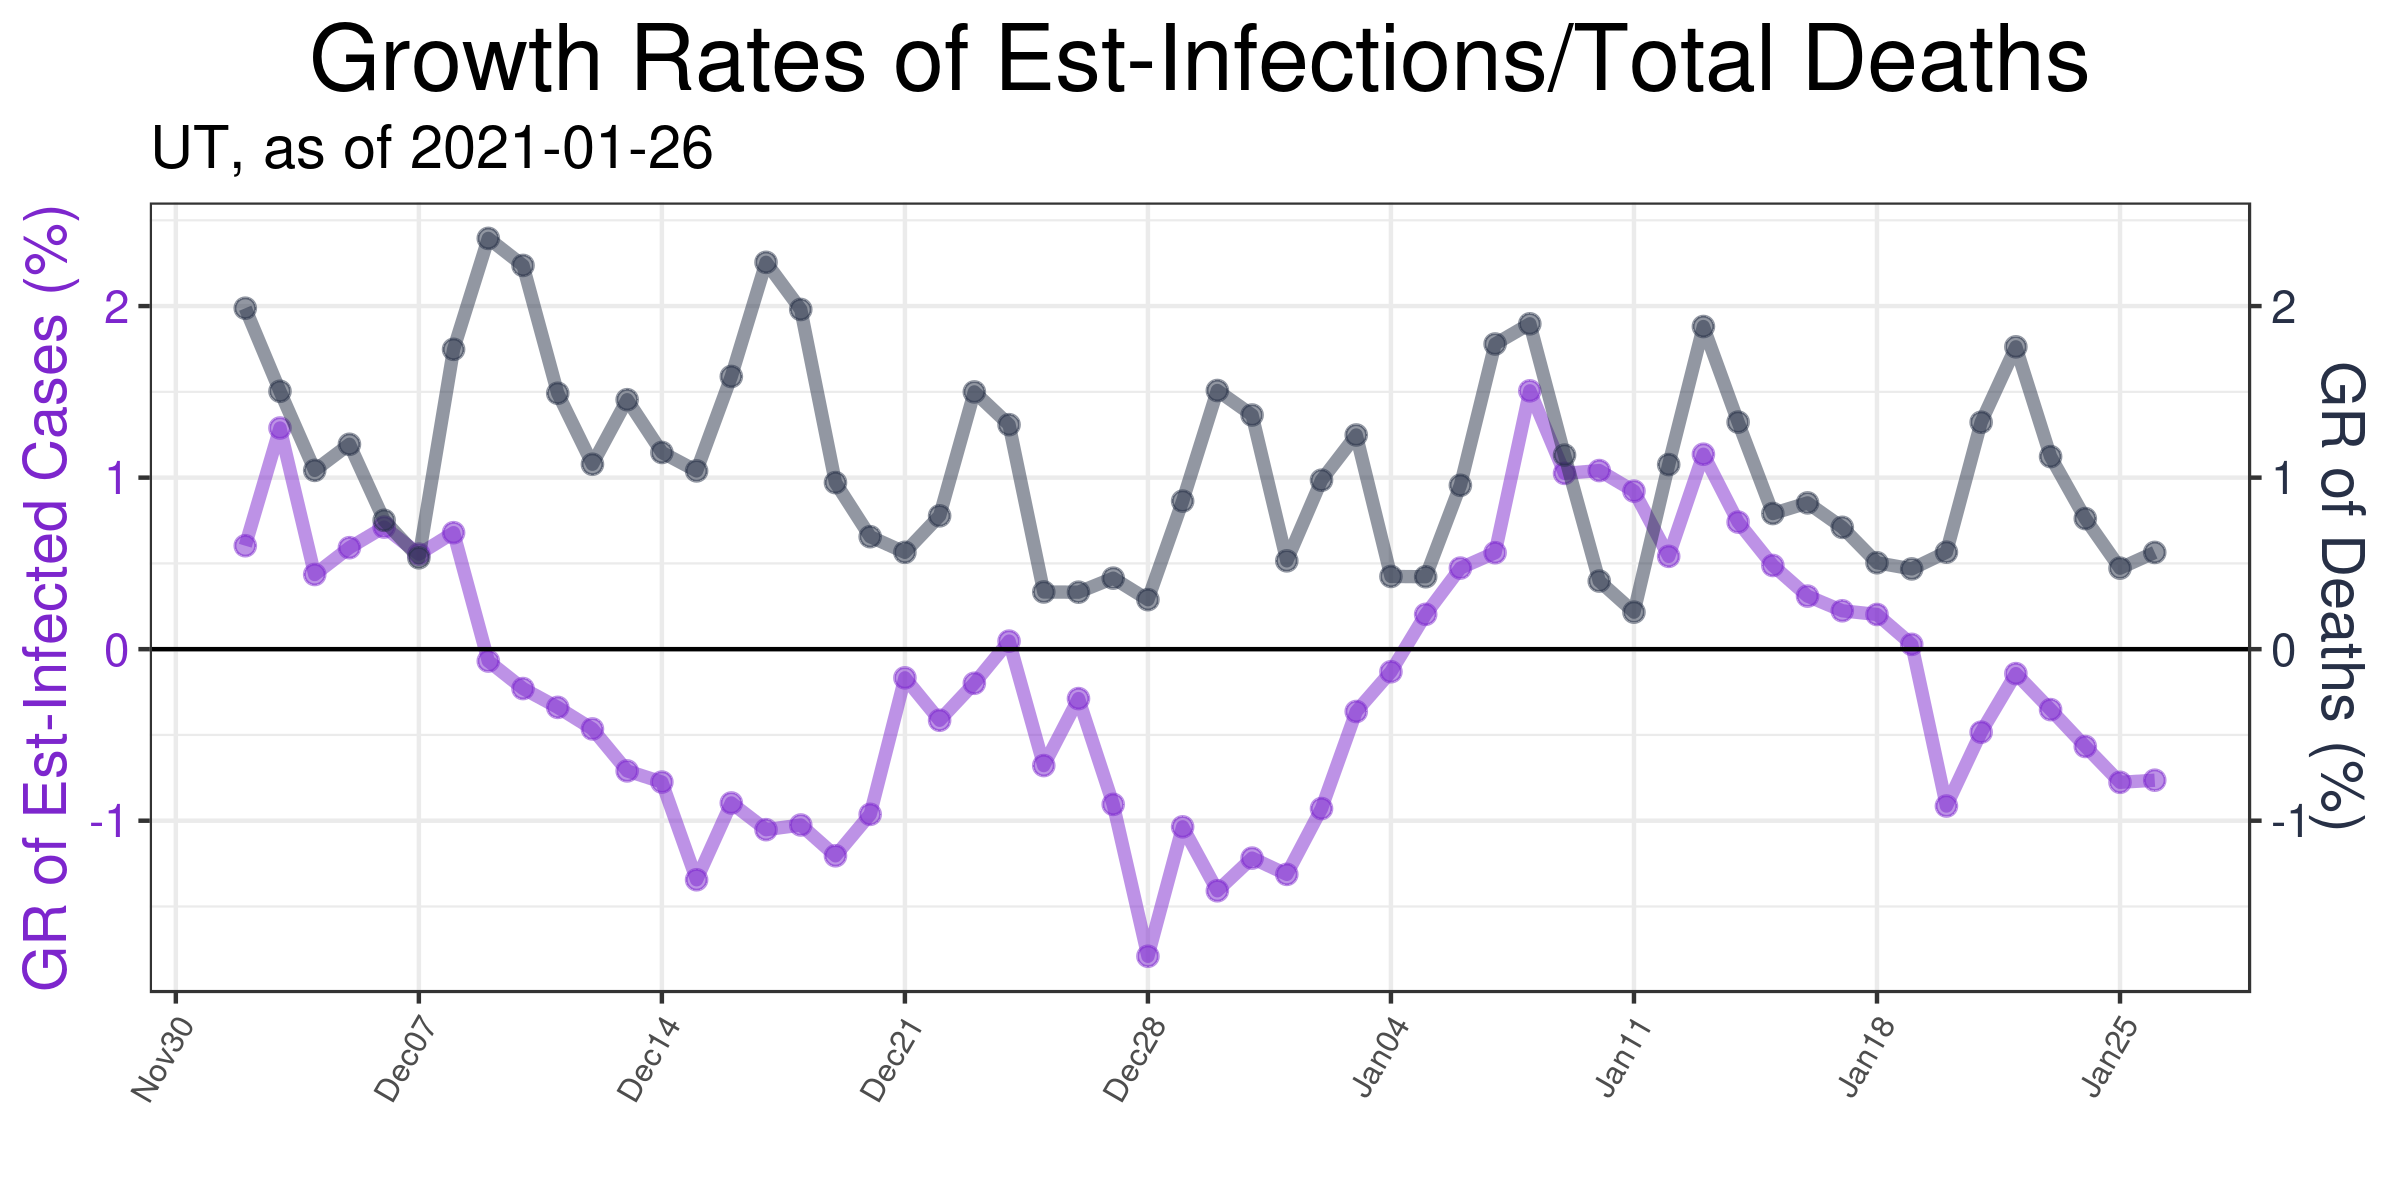 Growth Rates of Est-Infections/Total Deaths
UT, as of 2021-01-26
GR of Est-Infected Cases (%)
2
1
0
-1
2
1
0
-1
GR of Deaths (%)
Nov30
Dec07
Dec14
Dec21
Dec28
Jan04
Jan11
Jan18
Jan25